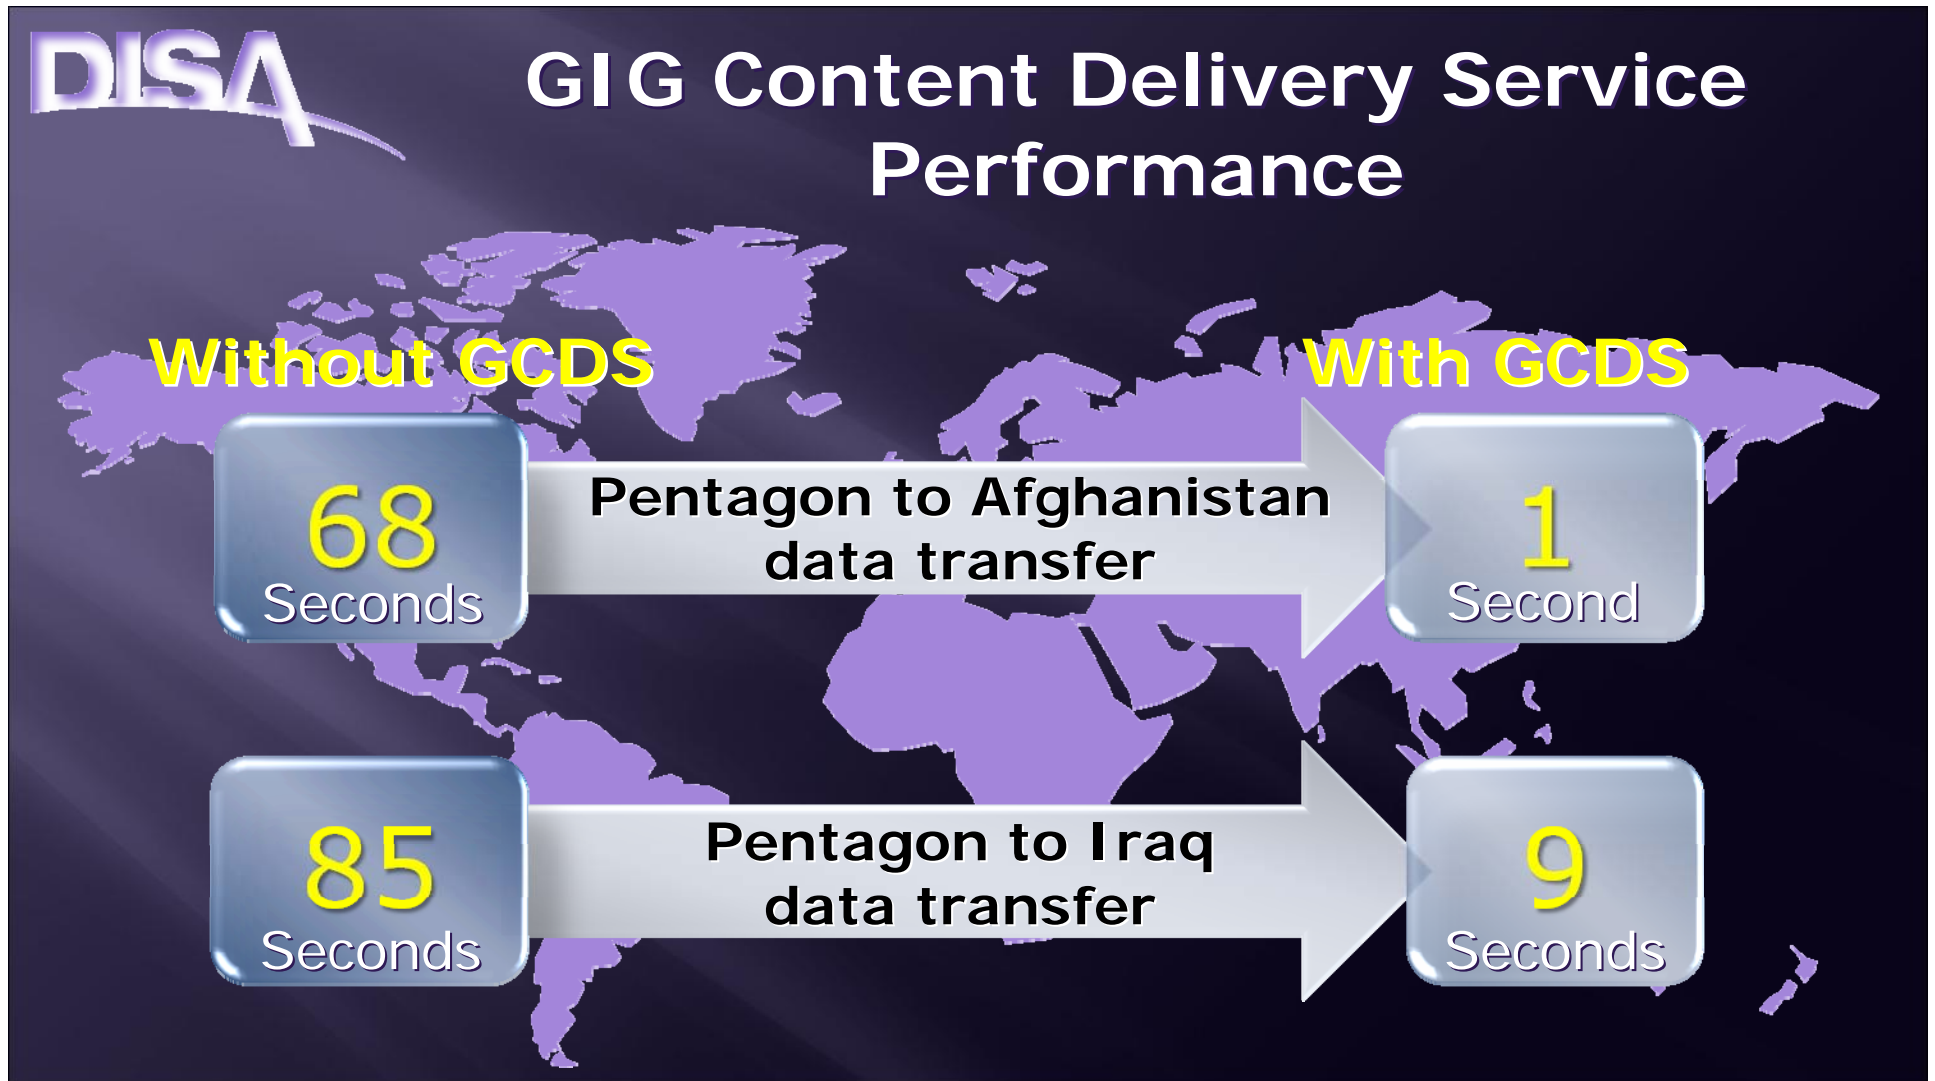 DISA
GIG Content Delivery Service
Performance
Without GCDS
With GCDS
68
Seconds
Pentagon to Afghanistan
data transfer
1
Second
85
Seconds
Pentagon to Iraq
data transfer
9
Seconds